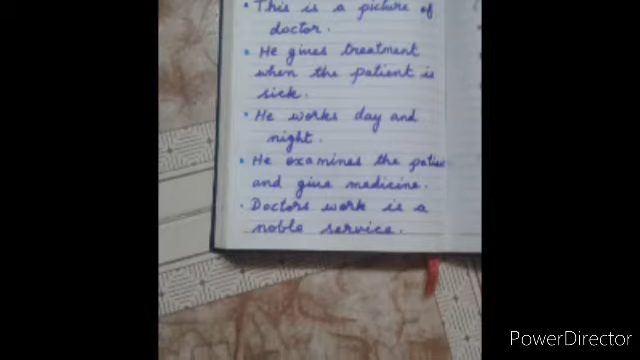 • This is a picture of
doctor.
• He gives treatment
when the patient is
sick.
• He works day and
night.
• He examines the
and give medicine.
• Doctors work is a
noble service.
PowerDirector